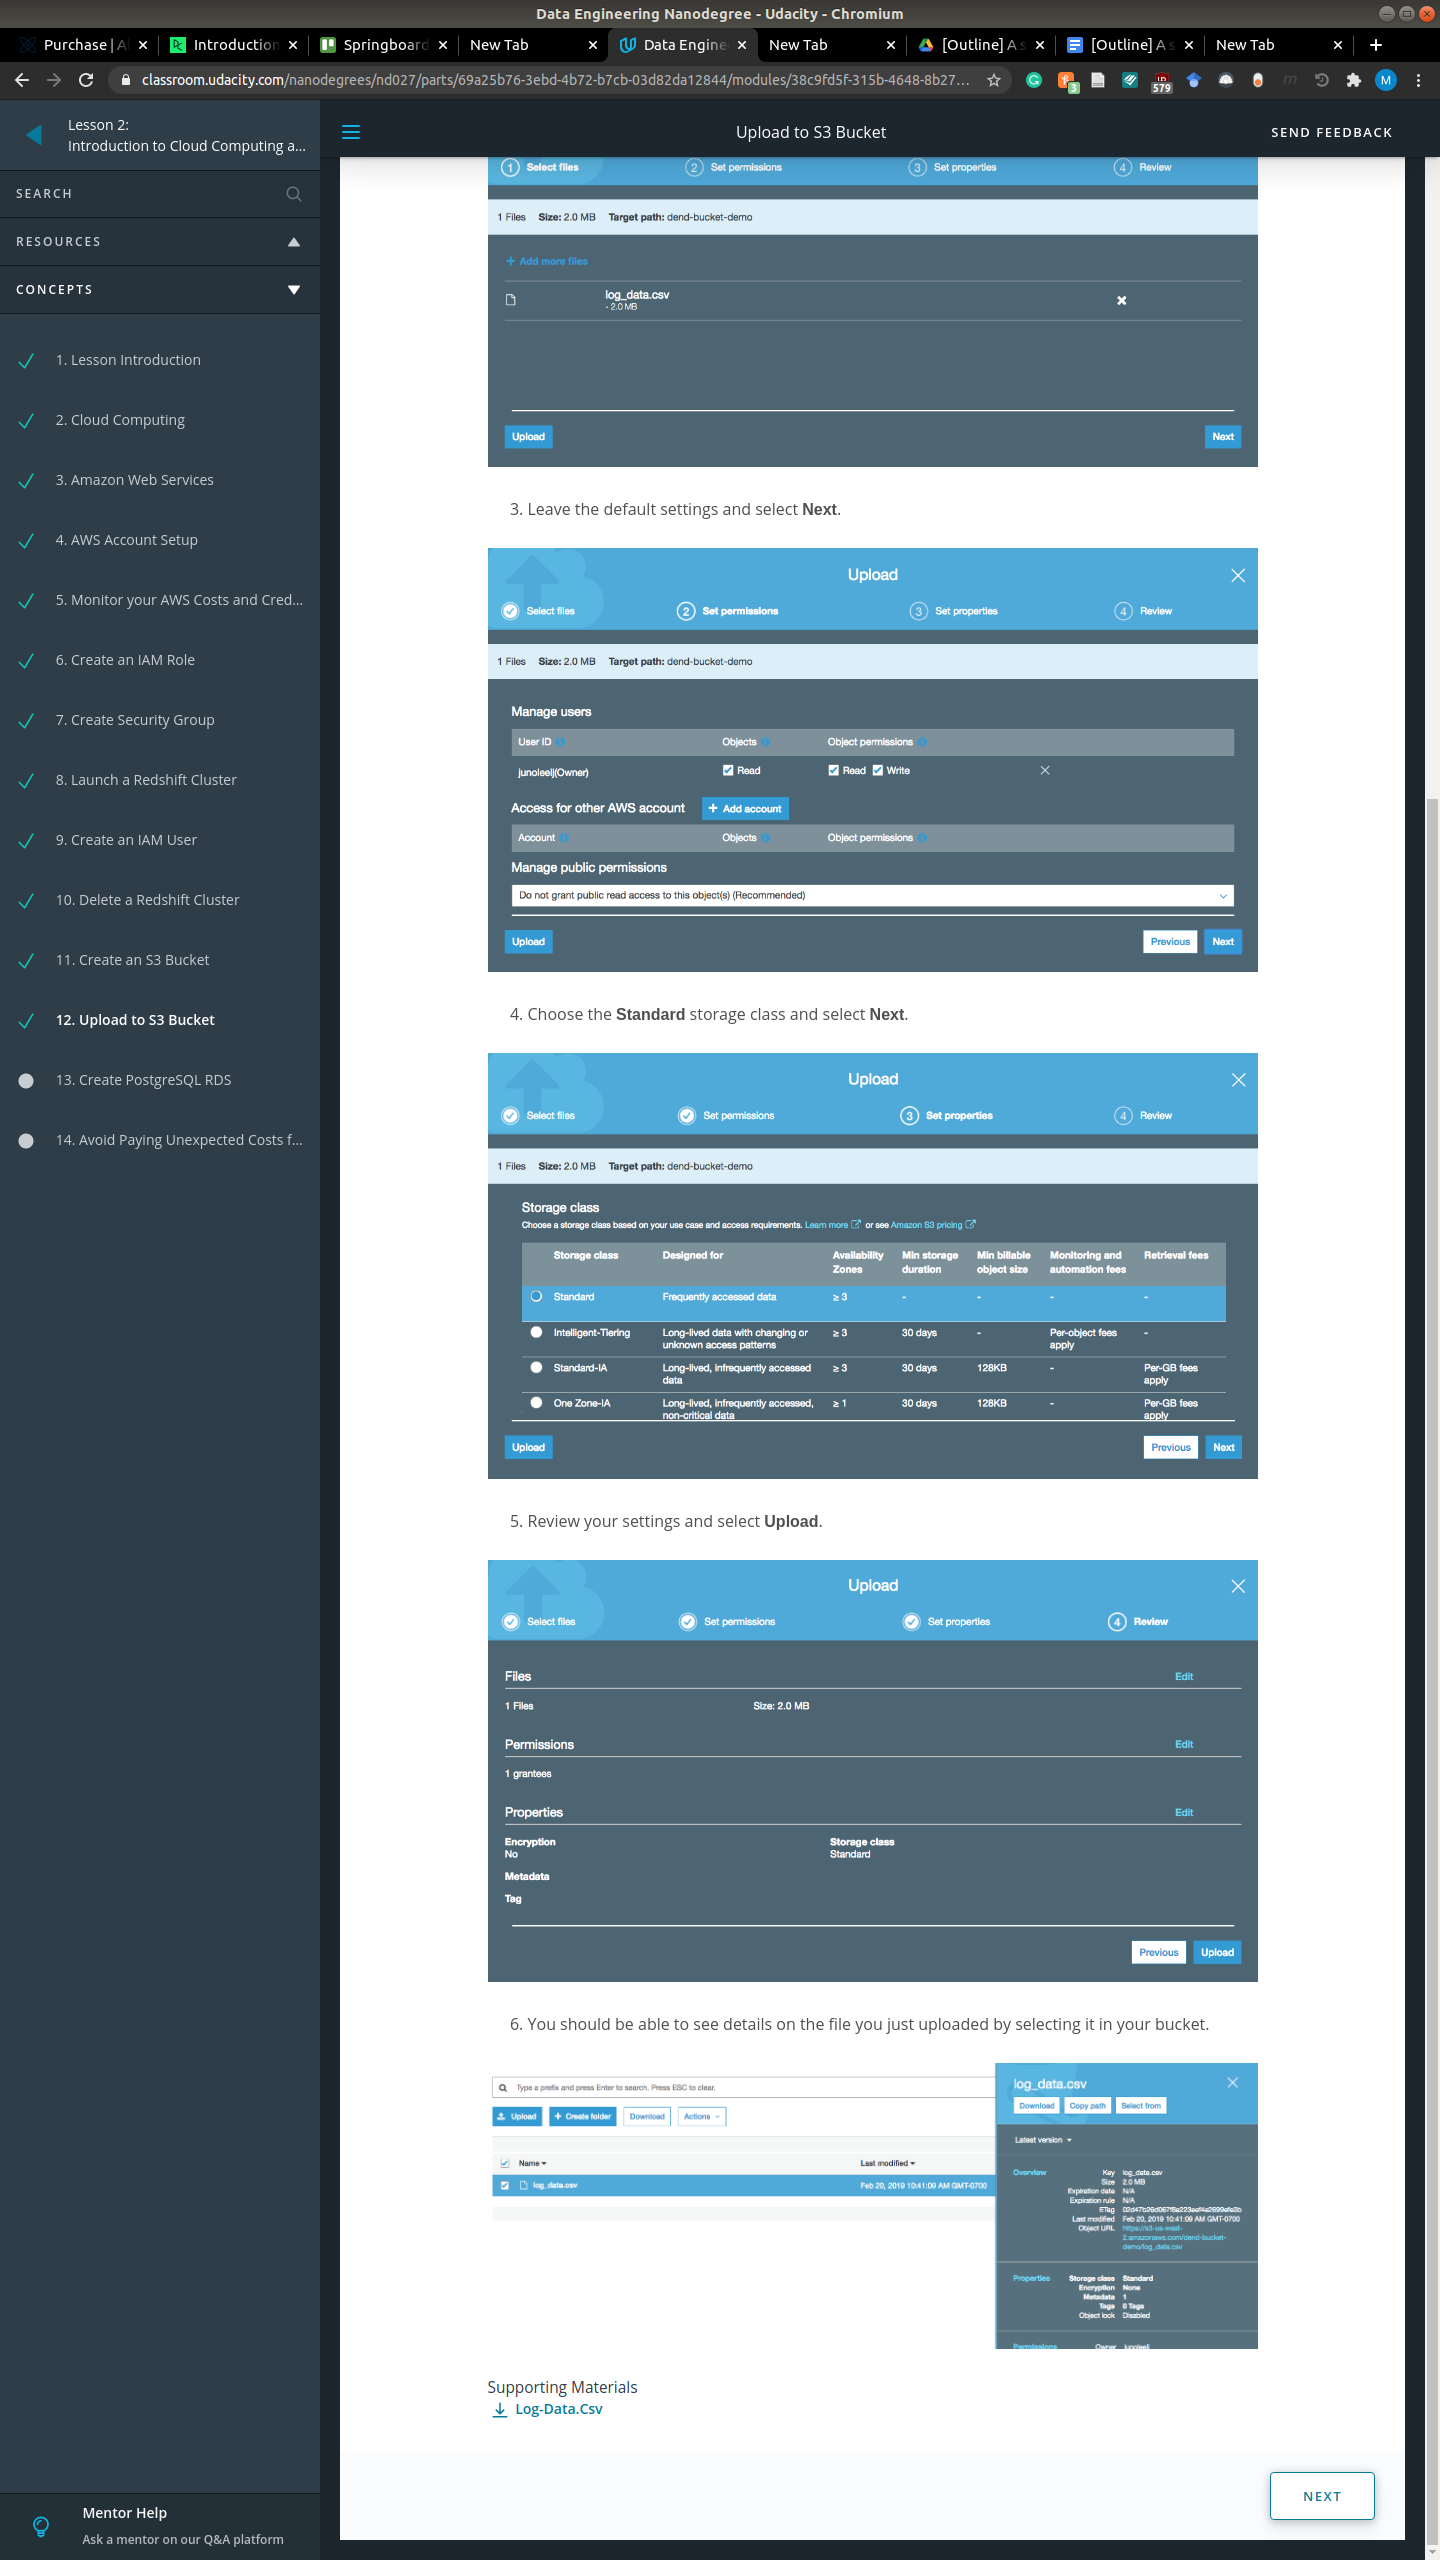 Data Engineering Nanodegree - Udacity - Chromium
Purchase | A
Introduction
Springboard
New Tab
Data Engine
New Tab
[Outline] A s
[Outline] A s
New Tab
classroom.udacity.com/nanodegrees/nd027/parts/69a25b76-3ebd-4b72-b7cb-03d82da12844/modules/38c9fd5f-315b-4648-8b27...
3
579
M
Lesson 2:
Introduction to Cloud Computing a...
Upload to S3 Bucket
SEND FEEDBACK
SEARCH
RESOURCES
CONCEPTS
1. Lesson Introduction
2. Cloud Computing
3. Amazon Web Services
4. AWS Account Setup
5. Monitor your AWS Costs and Cred...
6. Create an IAM Role
7. Create Security Group
8. Launch a Redshift Cluster
9. Create an IAM User
10. Delete a Redshift Cluster
11. Create an S3 Bucket
12. Upload to S3 Bucket
13. Create PostgreSQL RDS
14. Avoid Paying Unexpected Costs f...
Mentor Help
Ask a mentor on our Q&A platform
1 Select files 2 Set permissions 3 Set properties 4 Review
1 Files Size: 2.0 MB Target path: dend-bucket-demo
+ Add more files
log_data.csv
- 2.0 MB
Upload Next
3. Leave the default settings and select Next.
Upload
Select files 2 Set permissions 3 Set properties 4 Review
1 Files Size: 2.0 MB Target path: dend-bucket-demo
Manage users
User ID Objects Object permissions
junoleelj(Owner) Read Read Write
Access for other AWS account + Add account
Account Objects Object permissions
Manage public permissions
Do not grant public read access to this object(s) (Recommended)
Upload Previous Next
4. Choose the Standard storage class and select Next.
Upload
Select files Set permissions 3 Set properties 4 Review
1 Files Size: 2.0 MB Target path: dend-bucket-demo
Storage class
Choose a storage class based on your use case and access requirements. Learn more or see Amazon S3 pricing
Storage class Designed for Availability Zones Min storage duration Min billable object size Monitoring and automation fees Retrieval fees
Standard Frequently accessed data ≥ 3 - - - -
Intelligent-Tiering Long-lived data with changing or unknown access patterns ≥ 3 30 days - Per-object fees apply -
Standard-IA Long-lived, infrequently accessed data ≥ 3 30 days 128KB - Per-GB fees apply
One Zone-IA Long-lived, infrequently accessed, non-critical data ≥ 1 30 days 128KB - Per-GB fees apply
Upload Previous Next
5. Review your settings and select Upload.
Upload
Select files Set permissions Set properties 4 Review
Files Edit
1 Files Size: 2.0 MB
Permissions Edit
1 grantees
Properties Edit
Encryption Storage class
No Standard
Metadata
Tag
Previous Upload
6. You should be able to see details on the file you just uploaded by selecting it in your bucket.
Type a prefix and press Enter to search. Press ESC to clear.
Upload + Create folder Download Actions
Name Last modified
log_data.csv Feb 20, 2019 10:41:09 AM GMT-0700
log_data.csv
Download Copy path Select from
Latest version
Overview Key log_data.csv
Size 2.0 MB
Expiration date N/A
Expiration rule N/A
ETag
Last modified Feb 20, 2019 10:41:09 AM GMT-0700
Object URL https://s3-us-west-
2.amazonaws.com/dend-bucket-
demo/log_data.csv
Properties Storage class Standard
Encryption None
Metadata 1
Tags 0 Tags
Object lock Disabled
Permissions Owner
Supporting Materials
Log-Data.Csv
NEXT